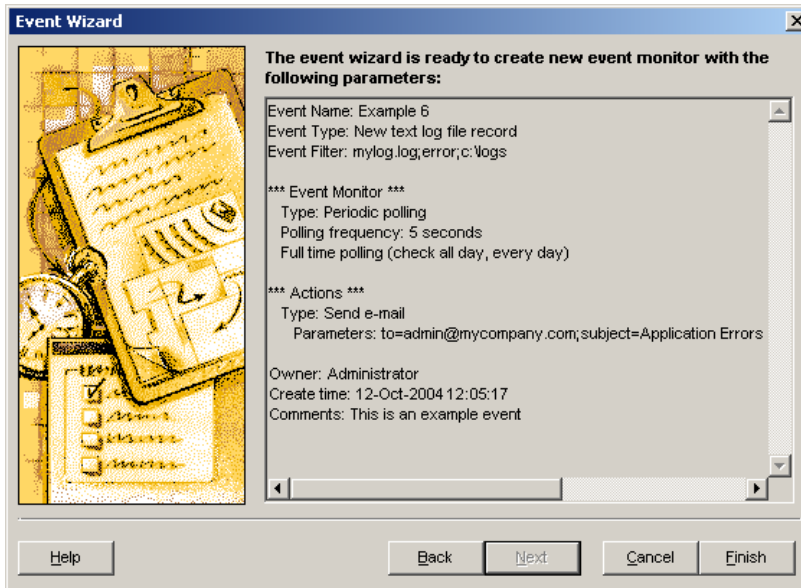 Event Wizard
The event wizard is ready to create new event monitor with the
following parameters:
Event Name: Example 6
Event Type: New text log file record
Event Filter: mylog.log;error;c:\logs
*** Event Monitor ***
Type: Periodic polling
Polling frequency: 5 seconds
Full time polling (check all day, every day)
*** Actions ***
Type: Send e-mail
Parameters: to=admin@mycompany.com;subject=Application Errors
Owner: Administrator
Create time: 12-Oct-2004 12:05:17
Comments: This is an example event
Help
Back
Next
Cancel
Finish